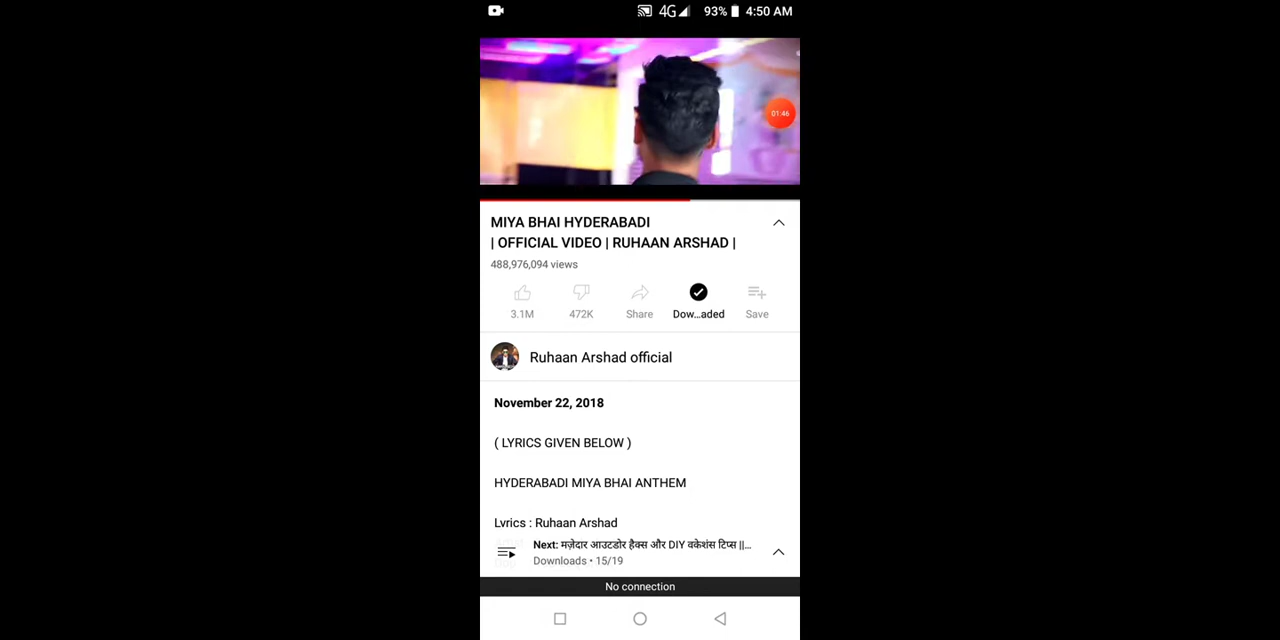 4G 93% 4:50 AM
01:46
MIYA BHAI HYDERABADI
| OFFICIAL VIDEO | RUHAAN ARSHAD |
488,976,094 views
3.1M 472K Share Dow...aded Save
Ruhaan Arshad official
November 22, 2018
( LYRICS GIVEN BELOW )
HYDERABADI MIYA BHAI ANTHEM
Lyrics : Ruhaan Arshad
Next: मज़ेदार आउटडोर हैक्स और DIY वकेशंस टिप्स ||...
Downloads • 15/19
No connection